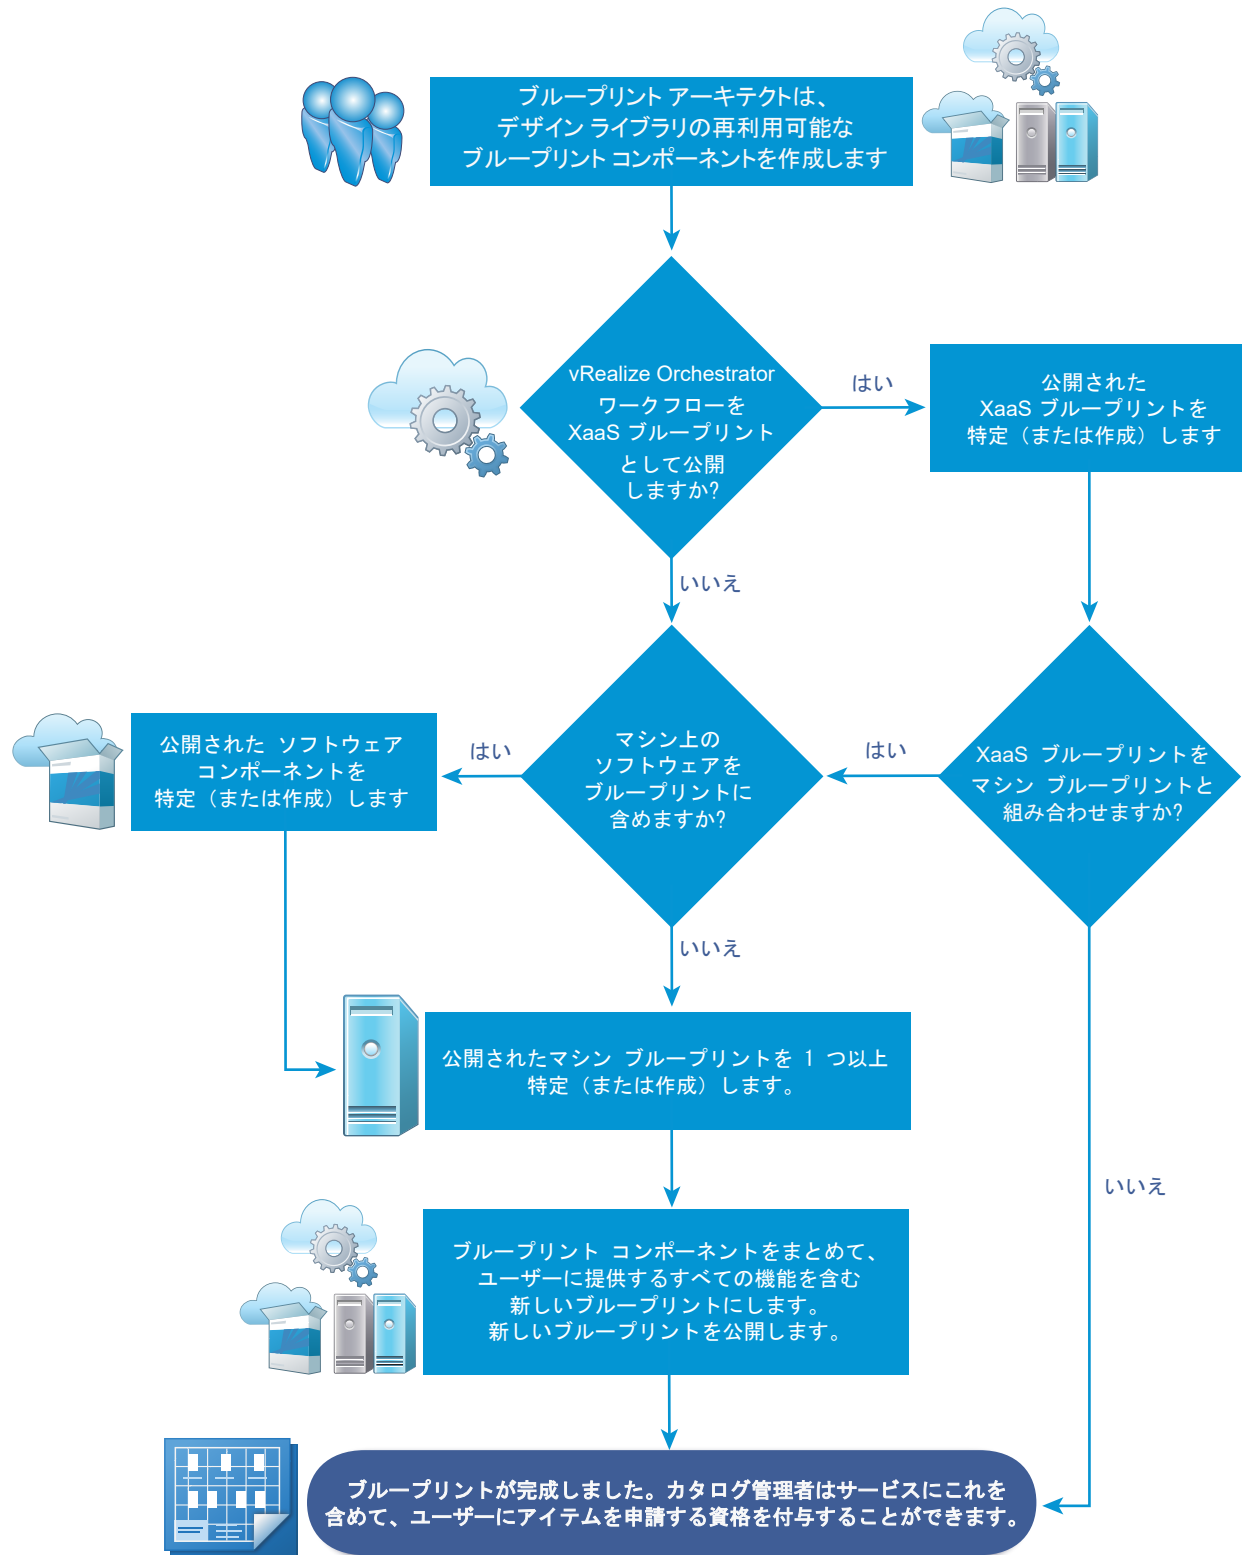 ブループリント アーキテクトは、
デザイン ライブラリの再利用可能な
ブループリント コンポーネントを作成します
vRealize Orchestrator
ワークフローを
XaaS ブループリント
として公開
しますか?
はい
公開された
XaaS ブループリントを
特定（または作成）します
いいえ
公開された ソフトウェア
コンポーネントを
特定（または作成）します
はい
マシン上の
ソフトウェアを
ブループリントに
含めますか?
はい
XaaS ブループリントを
マシン ブループリントと
組み合わせますか?
いいえ
公開されたマシン ブループリントを 1 つ以上
特定（または作成）します。
いいえ
ブループリント コンポーネントをまとめて、
ユーザーに提供するすべての機能を含む
新しいブループリントにします。
新しいブループリントを公開します。
ブループリントが完成しました。カタログ管理者はサービスにこれを
含めて、ユーザーにアイテムを申請する資格を付与することができます。